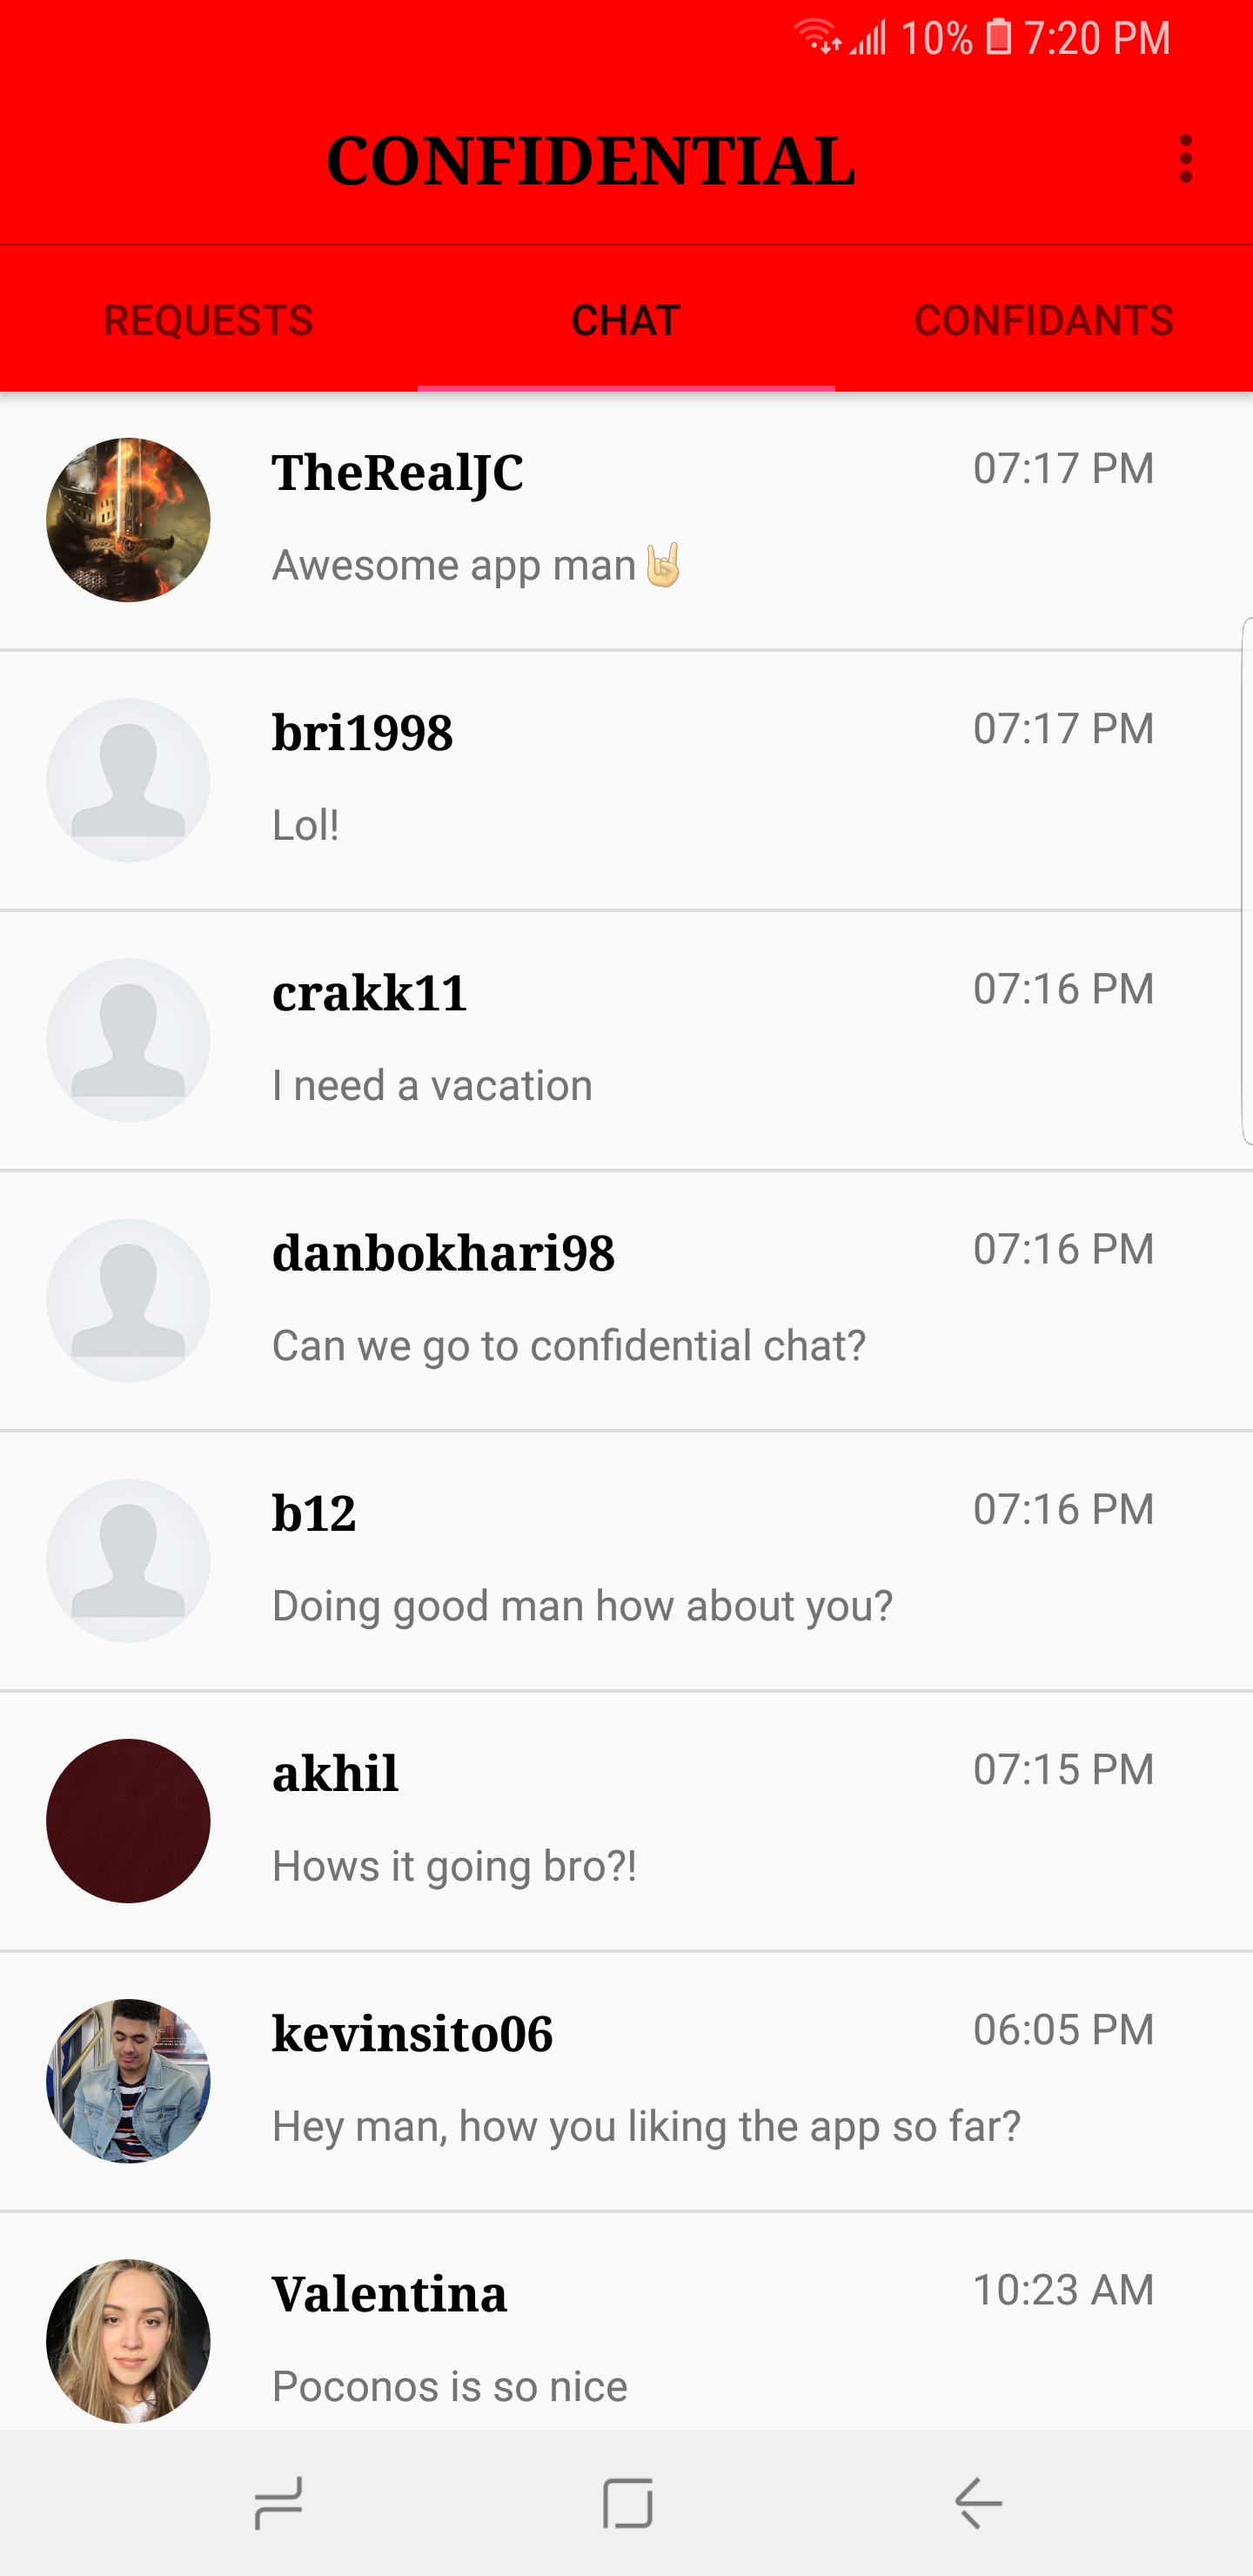 10% 7:20 PM
CONFIDENTIAL
REQUESTS CHAT CONFIDANTS
TheRealJC 07:17 PM
Awesome app man🤘
bri1998 07:17 PM
Lol!
crakk11 07:16 PM
I need a vacation
danbokhari98 07:16 PM
Can we go to confidential chat?
b12 07:16 PM
Doing good man how about you?
akhil 07:15 PM
Hows it going bro?!
kevinsito06 06:05 PM
Hey man, how you liking the app so far?
Valentina 10:23 AM
Poconos is so nice